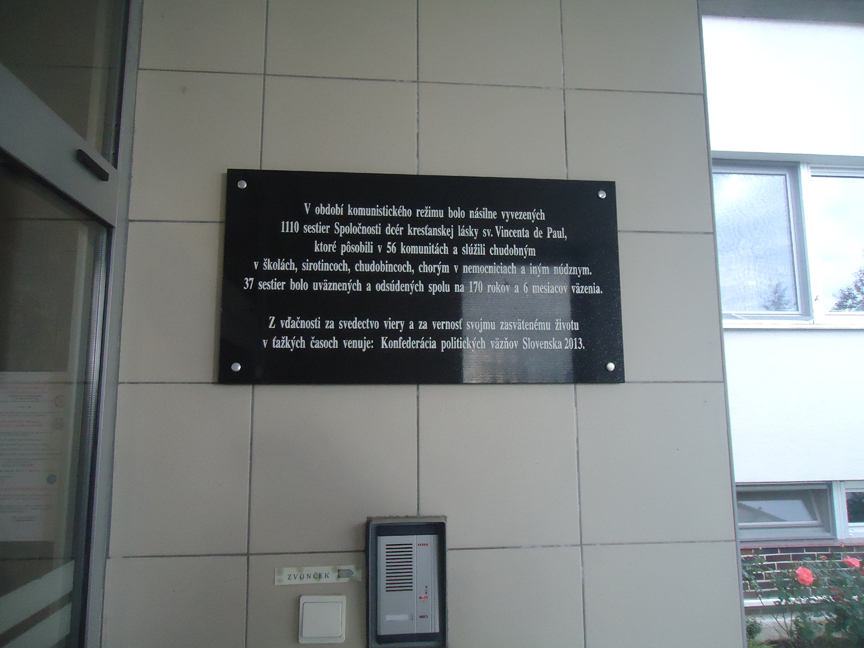 V období komunistického režimu bolo násilne vyvezených
1110 sestier Spoločnosti dcér kresťanskej lásky sv. Vincenta de Paul,
ktoré pôsobili v 56 komunitách a slúžili chudobným
v školách, sirotincoch, chudobincoch, chorým v nemocniciach a iným núdznym.
37 sestier bolo uväznených a odsúdených spolu na 170 rokov a 6 mesiacov väzenia.
Z vďačnosti za svedectvo viery a za vernosť svojmu zasvätenému životu
v ťažkých časoch venuje: Konfederácia politických väzňov Slovenska 2013.
ZVONČEK